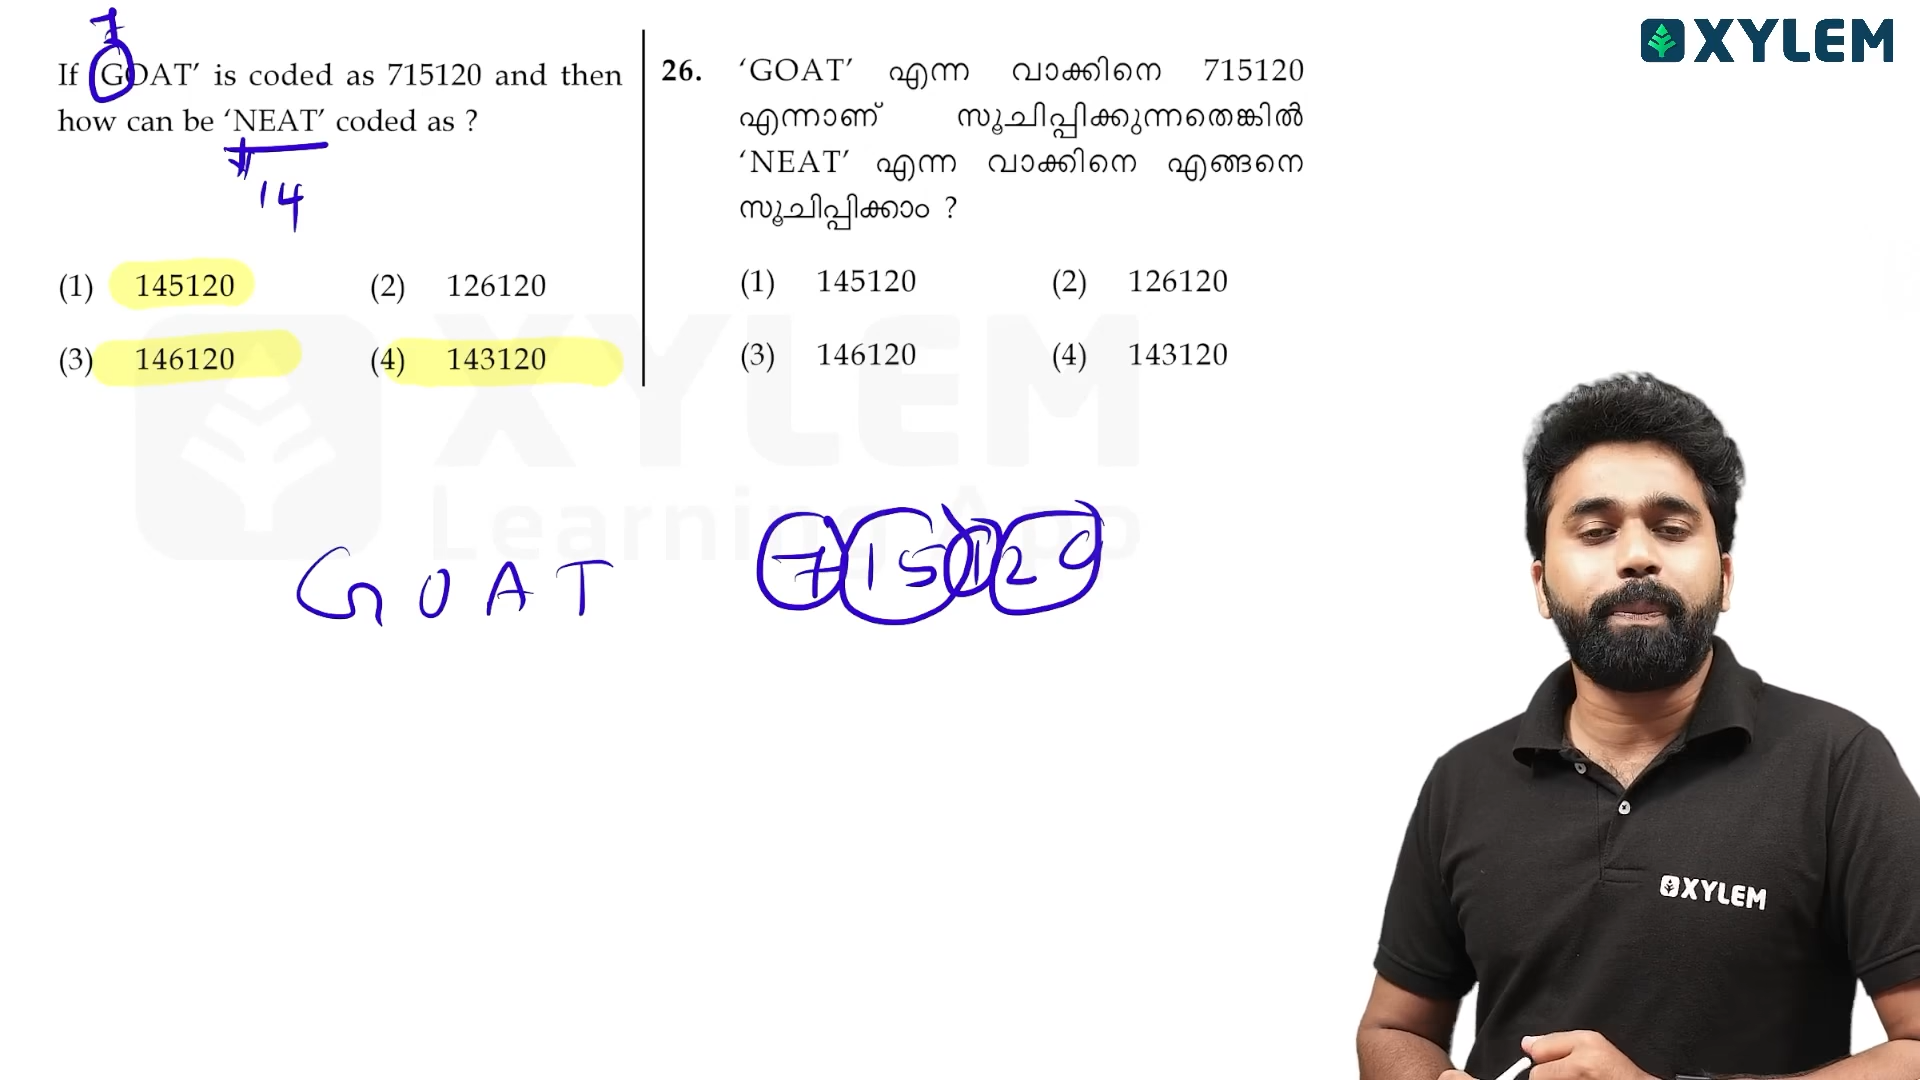 7
If ‘GOAT’ is coded as 715120 and then
how can be ‘NEAT’ coded as ?
14
(1) 145120 (2) 126120
(3) 146120 (4) 143120
26. ‘GOAT’ എന്ന വാക്കിനെ 715120
എന്നാണ് സൂചിപ്പിക്കുന്നതെങ്കിൽ
‘NEAT’ എന്ന വാക്കിനെ എങ്ങനെ
സൂചിപ്പിക്കാം ?
(1) 145120 (2) 126120
(3) 146120 (4) 143120
XYLEM
XYLEM
Learning App
GOAT 715120
XYLEM